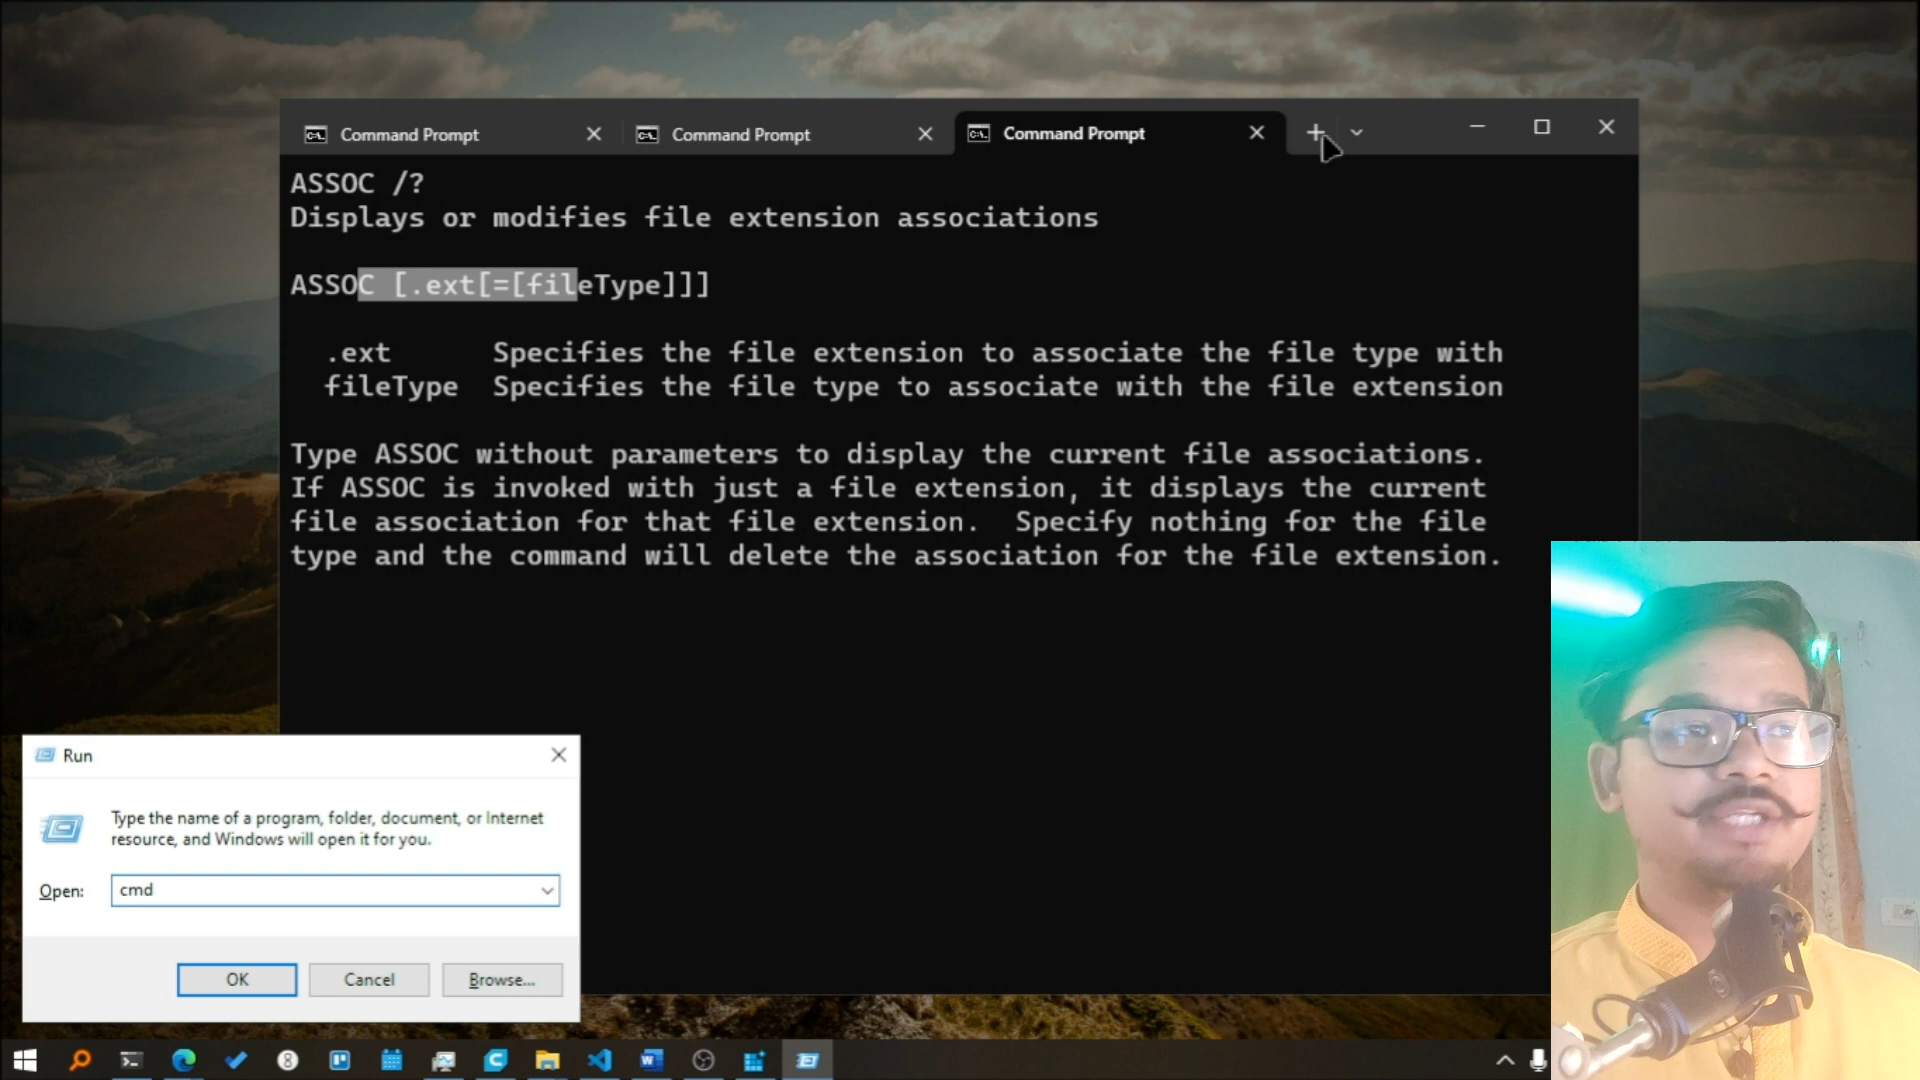 Command Prompt
Command Prompt
Command Prompt
ASSOC /?
Displays or modifies file extension associations
ASSOC [.ext[=[fileType]]]
.ext Specifies the file extension to associate the file type with
fileType Specifies the file type to associate with the file extension
Type ASSOC without parameters to display the current file associations.
If ASSOC is invoked with just a file extension, it displays the current
file association for that file extension. Specify nothing for the file
type and the command will delete the association for the file extension.
Run
Type the name of a program, folder, document, or Internet
resource, and Windows will open it for you.
Open: cmd
OK Cancel Browse...